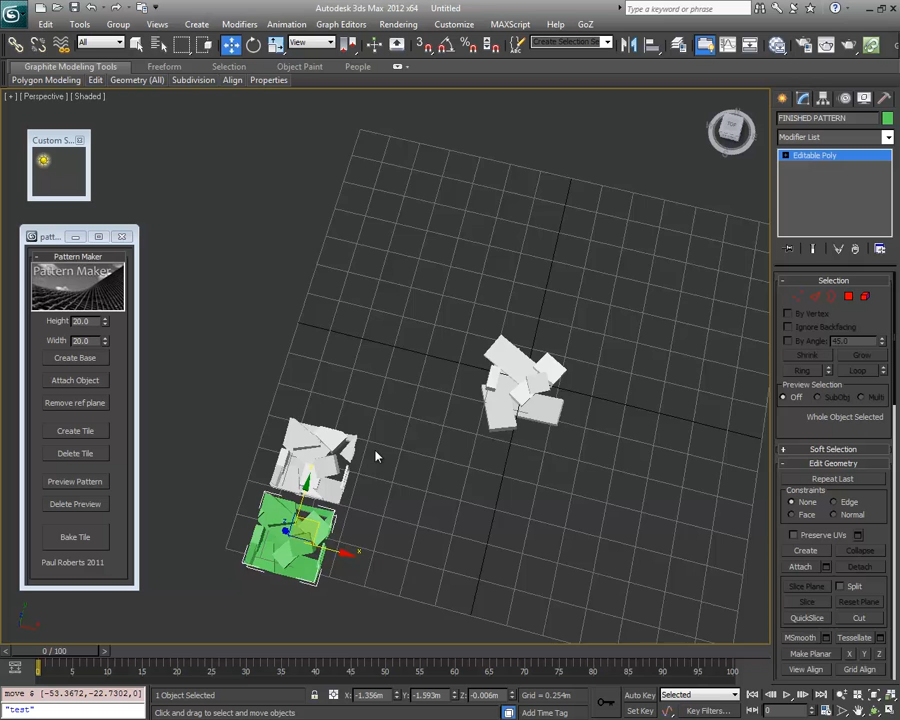 Autodesk 3ds Max 2012 x64 Untitled
Type a keyword or phrase
Edit Tools Group Views Create Modifiers Animation Graph Editors Rendering Customize MAXScript Help GoZ
All View Create Selection Se
Graphite Modeling Tools Freeform Selection Object Paint People
Polygon Modeling Edit Geometry (All) Subdivision Align Properties
[ + ] [ Perspective ] [ Shaded ]
TOP
Custom S...
patt...
Pattern Maker
Pattern Maker
Height 20.0
Width 20.0
Create Base
Attach Object
Remove ref plane
Create Tile
Delete Tile
Preview Pattern
Delete Preview
Bake Tile
Paul Roberts 2011
x
FINISHED PATTERN
Modifier List
Editable Poly
Selection
By Vertex
Ignore Backfacing
By Angle: 45.0
Shrink Grow
Ring Loop
Preview Selection
Off SubObj Multi
Whole Object Selected
Soft Selection
Edit Geometry
Repeat Last
Constraints
None Edge
Face Normal
Preserve UVs
Create Collapse
Attach Detach
Slice Plane Split
Slice Reset Plane
QuickSlice Cut
MSmooth Tessellate
Make Planar X Y Z
View Align Grid Align
0 / 100
0 5 10 15 20 25 30 35 40 45 50 55 60 65 70 75 80 85 90 95 100
move $ [-53.3672,-22.7302,0]
"test"
1 Object Selected
X: -1.356m Y: -1.593m Z: -0.006m Grid = 0.254m
Click and drag to select and move objects
Add Time Tag
Auto Key Selected
Set Key Key Filters...
0